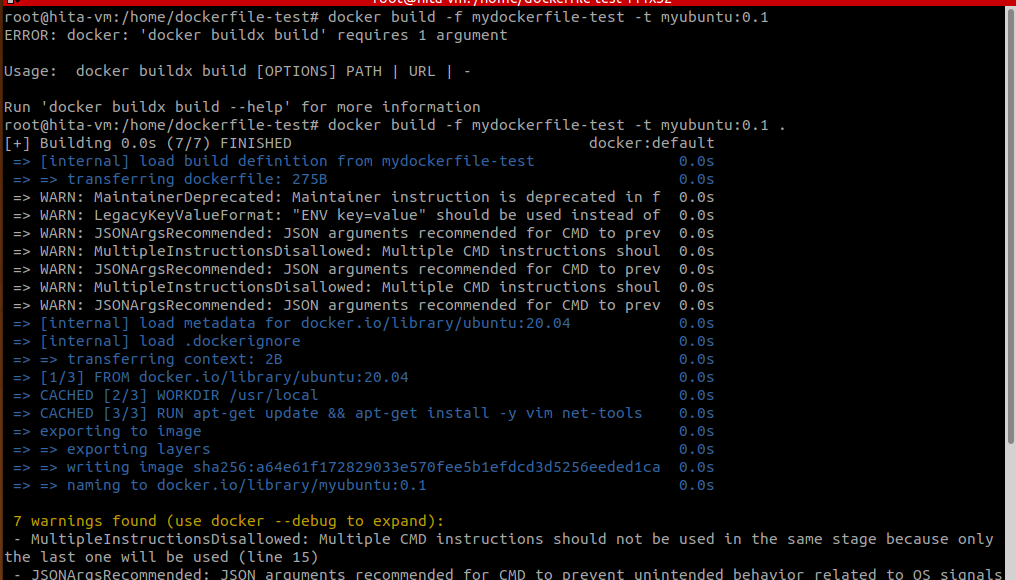 root@hita-vm: /home/dockerfile-test 111x32
root@hita-vm:/home/dockerfile-test# docker build -f mydockerfile-test -t myubuntu:0.1
ERROR: docker: 'docker buildx build' requires 1 argument
Usage:  docker buildx build [OPTIONS] PATH | URL | -
Run 'docker buildx build --help' for more information
root@hita-vm:/home/dockerfile-test# docker build -f mydockerfile-test -t myubuntu:0.1 .
[+] Building 0.0s (7/7) FINISHED docker:default
=> [internal] load build definition from mydockerfile-test 0.0s
=> => transferring dockerfile: 275B 0.0s
=> WARN: MaintainerDeprecated: Maintainer instruction is deprecated in f 0.0s
=> WARN: LegacyKeyValueFormat: "ENV key=value" should be used instead of 0.0s
=> WARN: JSONArgsRecommended: JSON arguments recommended for CMD to prev 0.0s
=> WARN: MultipleInstructionsDisallowed: Multiple CMD instructions shoul 0.0s
=> WARN: JSONArgsRecommended: JSON arguments recommended for CMD to prev 0.0s
=> WARN: MultipleInstructionsDisallowed: Multiple CMD instructions shoul 0.0s
=> WARN: JSONArgsRecommended: JSON arguments recommended for CMD to prev 0.0s
=> [internal] load metadata for docker.io/library/ubuntu:20.04 0.0s
=> [internal] load .dockerignore 0.0s
=> => transferring context: 2B 0.0s
=> [1/3] FROM docker.io/library/ubuntu:20.04 0.0s
=> CACHED [2/3] WORKDIR /usr/local 0.0s
=> CACHED [3/3] RUN apt-get update && apt-get install -y vim net-tools 0.0s
=> exporting to image 0.0s
=> => exporting layers 0.0s
=> => writing image sha256:a64e61f172829033e570fee5b1efdcd3d5256eeded1ca 0.0s
=> => naming to docker.io/library/myubuntu:0.1 0.0s
7 warnings found (use docker --debug to expand):
- MultipleInstructionsDisallowed: Multiple CMD instructions should not be used in the same stage because only
the last one will be used (line 15)
- JSONArgsRecommended: JSON arguments recommended for CMD to prevent unintended behavior related to OS signals